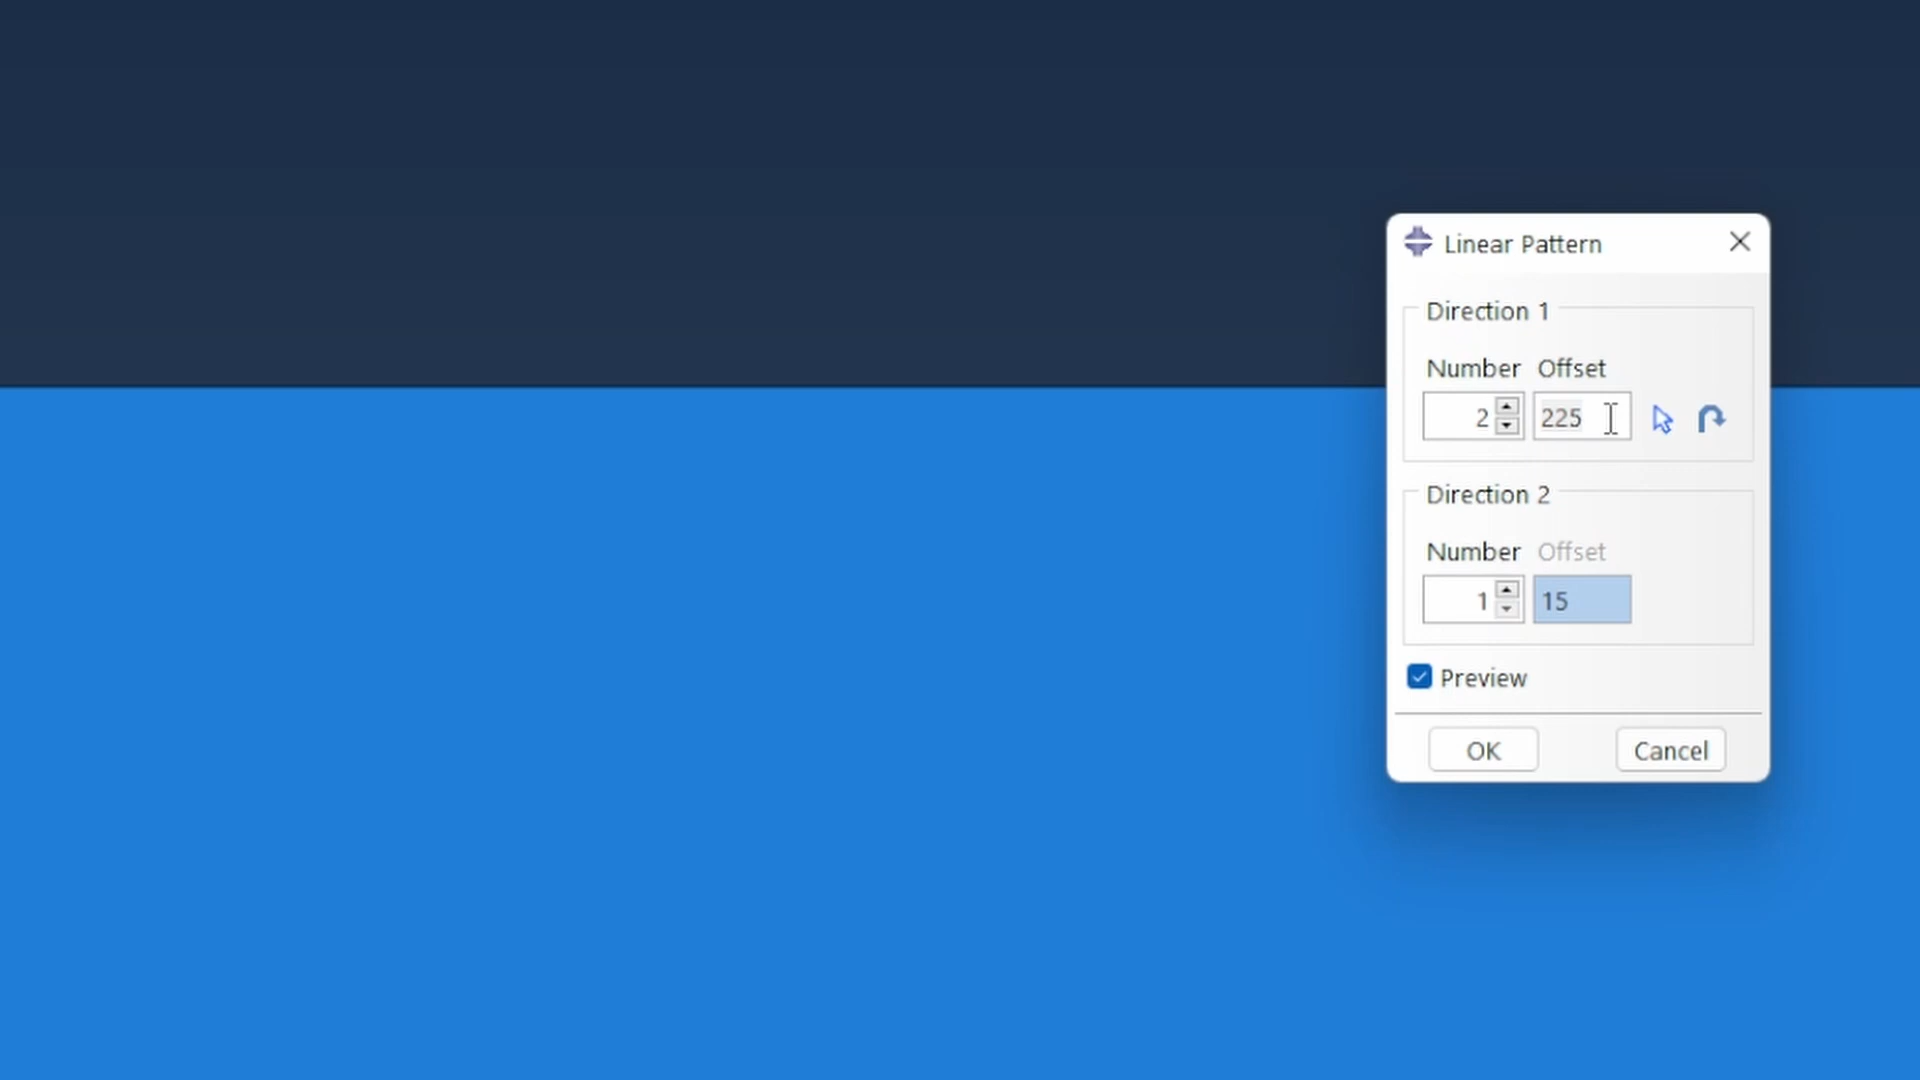 Linear Pattern
Direction 1
Number Offset
2 225
Direction 2
Number Offset
1 15
Preview
OK Cancel